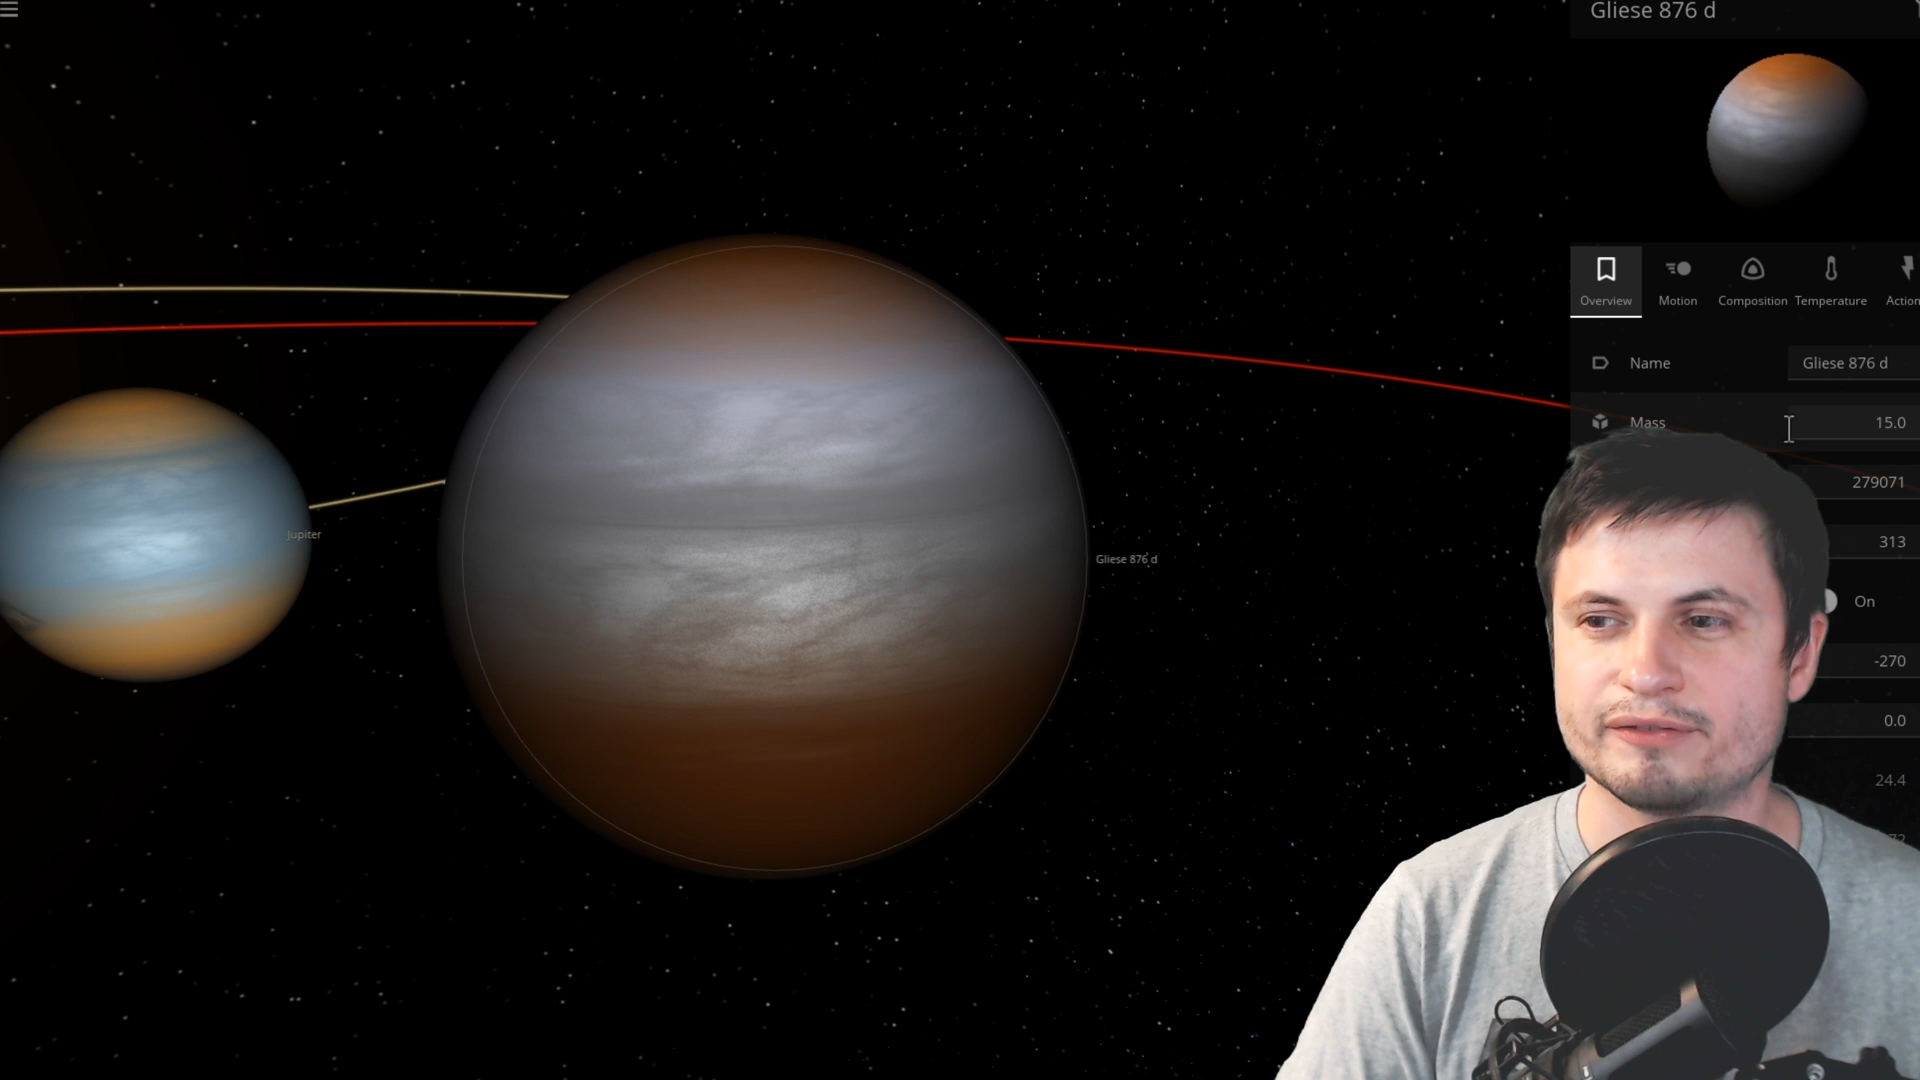 Gliese 876 d
Overview
Motion
Composition
Temperature
Action
Name
Gliese 876 d
Mass
15.0
279071
313
On
-270
0.0
24.4
Jupiter
Gliese 876 d